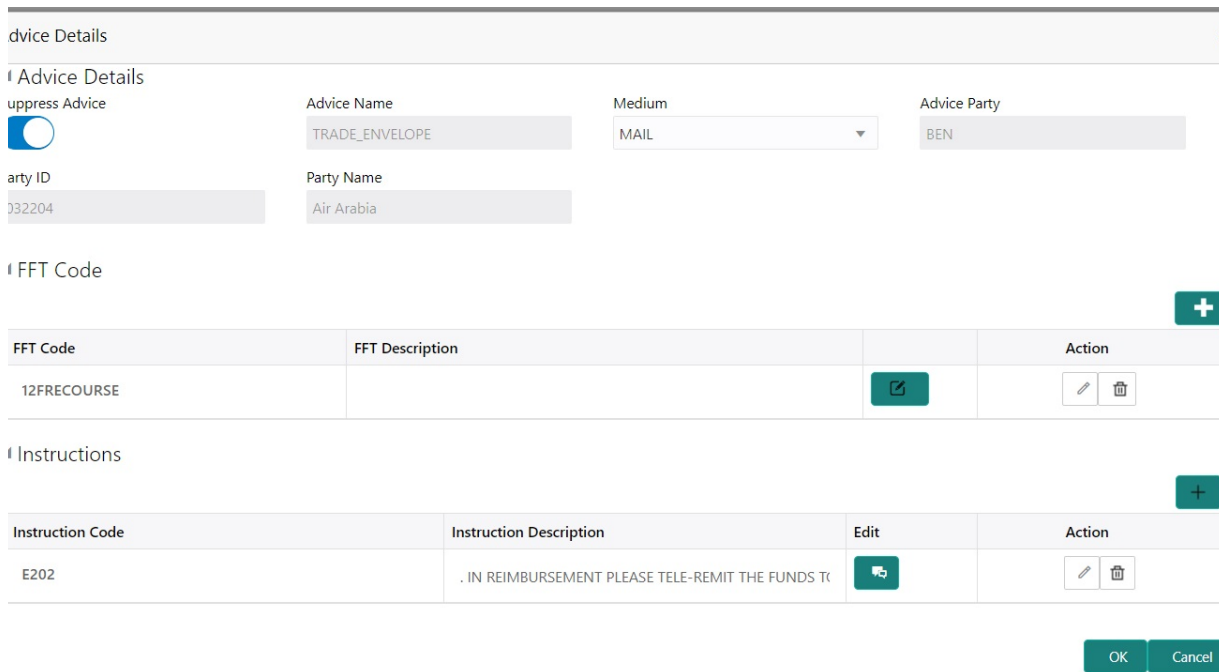 dvice Details
Advice Details
uppress Advice Advice Name Medium Advice Party
TRADE_ENVELOPE MAIL BEN
arty ID Party Name
032204 Air Arabia
FFT Code
FFT Code FFT Description Action
12FRECOURSE
Instructions
Instruction Code Instruction Description Edit Action
E202 . IN REIMBURSEMENT PLEASE TELE-REMIT THE FUNDS TO
OK Cancel